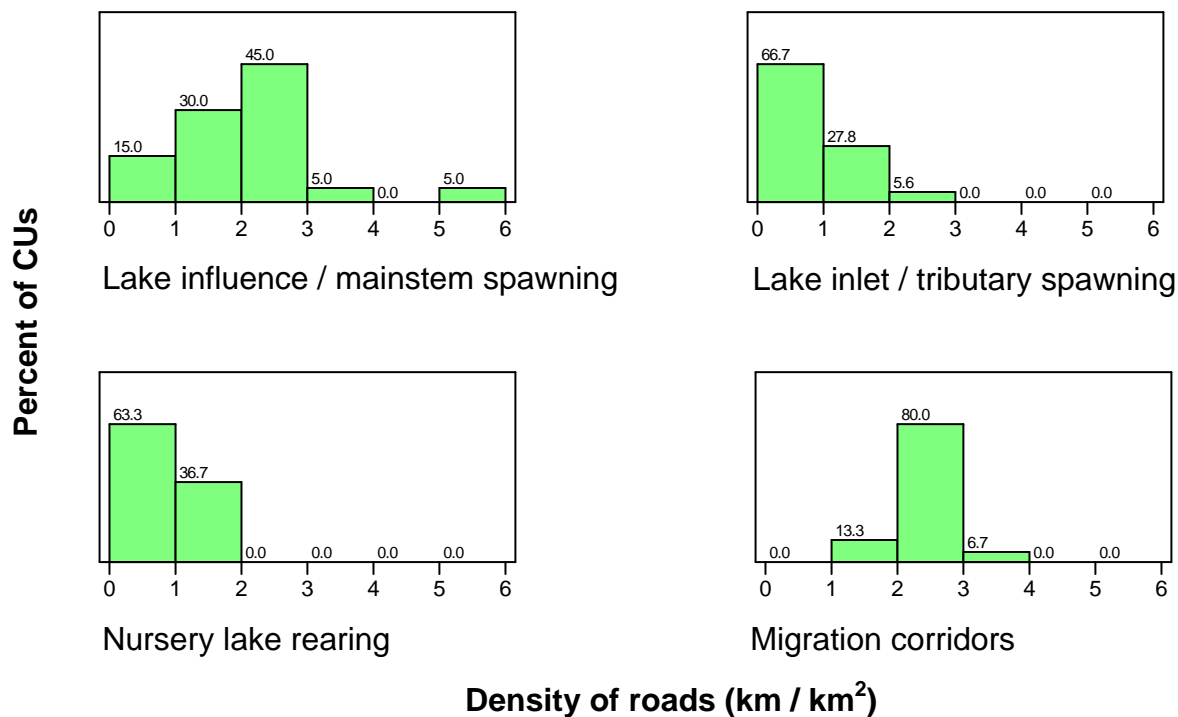 45.0
30.0
15.0
5.0 0.0 5.0
0 1 2 3 4 5 6
Lake influence / mainstem spawning
66.7
27.8
5.6 0.0 0.0 0.0
0 1 2 3 4 5 6
Lake inlet / tributary spawning
Percent of CUs
63.3
36.7
0.0 0.0 0.0 0.0
0 1 2 3 4 5 6
Nursery lake rearing
80.0
13.3
0.0 6.7 0.0 0.0
0 1 2 3 4 5 6
Migration corridors
Density of roads (km / km²)